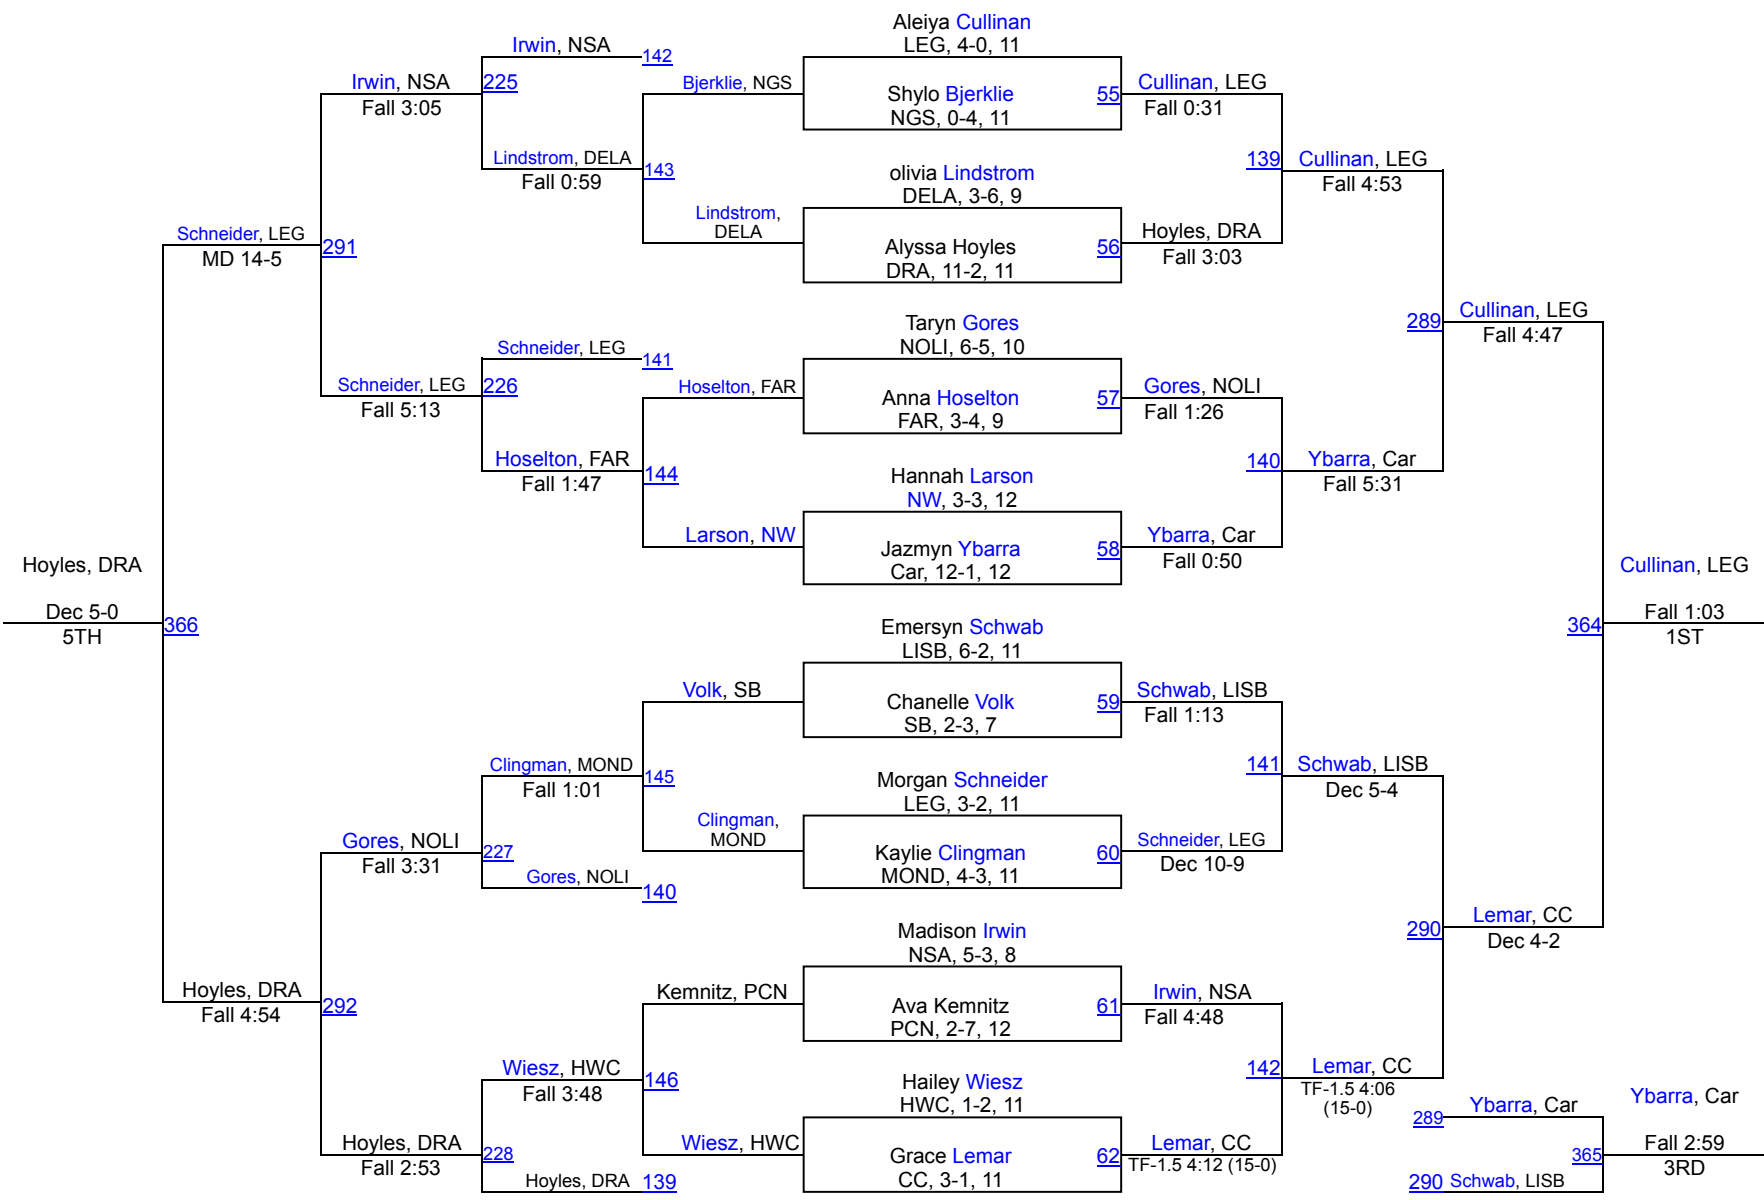 Aleiya Cullinan
LEG, 4-0, 11
Irwin, NSA
142
Irwin, NSA
225
Fall 3:05
Bjerklie, NGS
Shylo Bjerklie
NGS, 0-4, 11
55
Cullinan, LEG
Fall 0:31
Lindstrom, DELA
Fall 0:59
143
olivia Lindstrom
DELA, 3-6, 9
139
Cullinan, LEG
Fall 4:53
Lindstrom,
DELA
Schneider, LEG
MD 14-5
291
Alyssa Hoyles
DRA, 11-2, 11
56
Hoyles, DRA
Fall 3:03
Taryn Gores
NOLI, 6-5, 10
289
Cullinan, LEG
Fall 4:47
Schneider, LEG
141
Schneider, LEG
226
Fall 5:13
Hoselton, FAR
Anna Hoselton
FAR, 3-4, 9
57
Gores, NOLI
Fall 1:26
Hoselton, FAR
Fall 1:47
144
Hannah Larson
NW, 3-3, 12
140
Ybarra, Car
Fall 5:31
Larson, NW
Jazmyn Ybarra
Car, 12-1, 12
58
Ybarra, Car
Fall 0:50
Hoyles, DRA
Dec 5-0
5TH
366
Cullinan, LEG
Fall 1:03
1ST
364
Emersyn Schwab
LISB, 6-2, 11
Volk, SB
Chanelle Volk
SB, 2-3, 7
59
Schwab, LISB
Fall 1:13
Clingman, MOND
Fall 1:01
145
Morgan Schneider
LEG, 3-2, 11
141
Schwab, LISB
Dec 5-4
Clingman,
MOND
Gores, NOLI
Fall 3:31
227
Kaylie Clingman
MOND, 4-3, 11
60
Schneider, LEG
Dec 10-9
Gores, NOLI
140
Madison Irwin
NSA, 5-3, 8
290
Lemar, CC
Dec 4-2
Hoyles, DRA
Fall 4:54
292
Kemnitz, PCN
Ava Kemnitz
PCN, 2-7, 12
61
Irwin, NSA
Fall 4:48
Wiesz, HWC
Fall 3:48
146
Hailey Wiesz
HWC, 1-2, 11
142
Lemar, CC
TF-1.5 4:06
(15-0)
289
Ybarra, Car
Ybarra, Car
Hoyles, DRA
Fall 2:53
228
Wiesz, HWC
Grace Lemar
CC, 3-1, 11
62
Lemar, CC
TF-1.5 4:12 (15-0)
365
Fall 2:59
3RD
Hoyles, DRA
139
290
Schwab, LISB